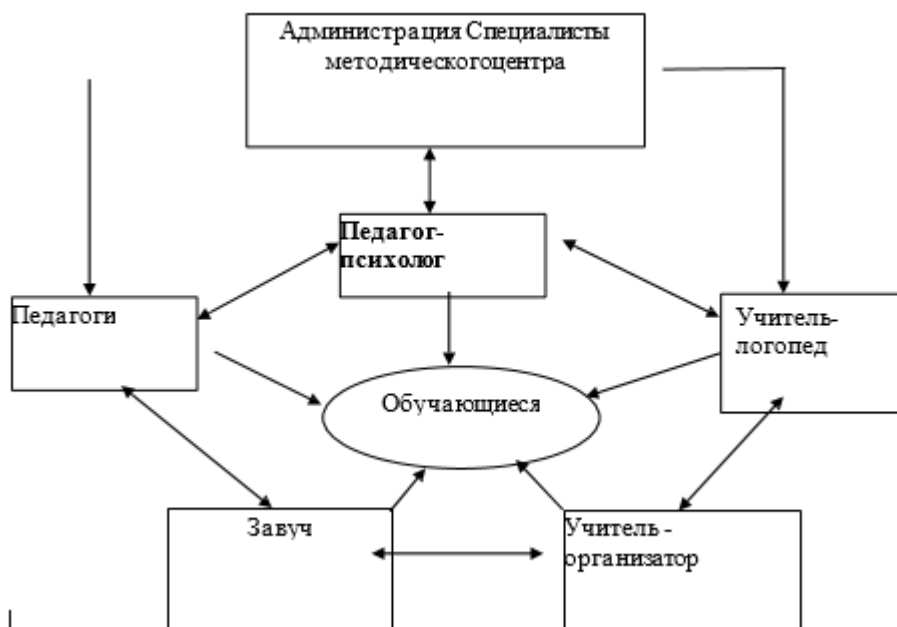 Администрация Специалисты
методическогоцентра
Педагог-
психолог
Педагоги
Учитель-
логопед
Обучающиеся
Завуч
Учитель -
организатор